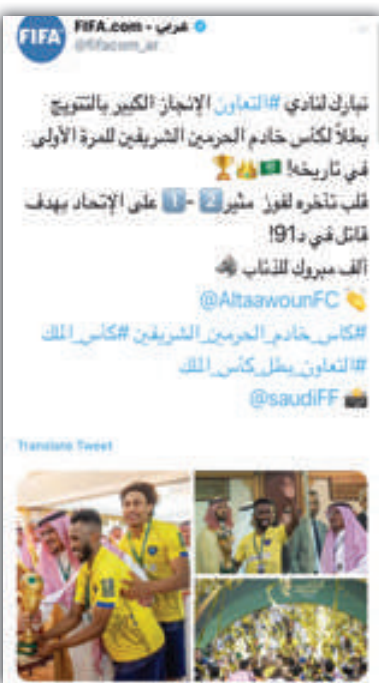 FIFA
FIFA.com - عربي
@fifacom_ar
نبارك لنادي #التعاون الإنجاز الكبير بالتتويج
بطلاً لكأس خادم الحرمين الشريفين للمرة الأولى
في تاريخه! 🇸🇦👑🏆
قلب تأخره لفوز مثير 2️⃣ - 1️⃣ على الإتحاد بهدف
قاتل في د91!
ألف مبروك للذئاب 🐺
@AltaawounFC 👏
#كأس_خادم_الحرمين_الشريفين #كأس_الملك
#التعاون_بطل_كأس_الملك
@saudiFF 📸
Translate Tweet